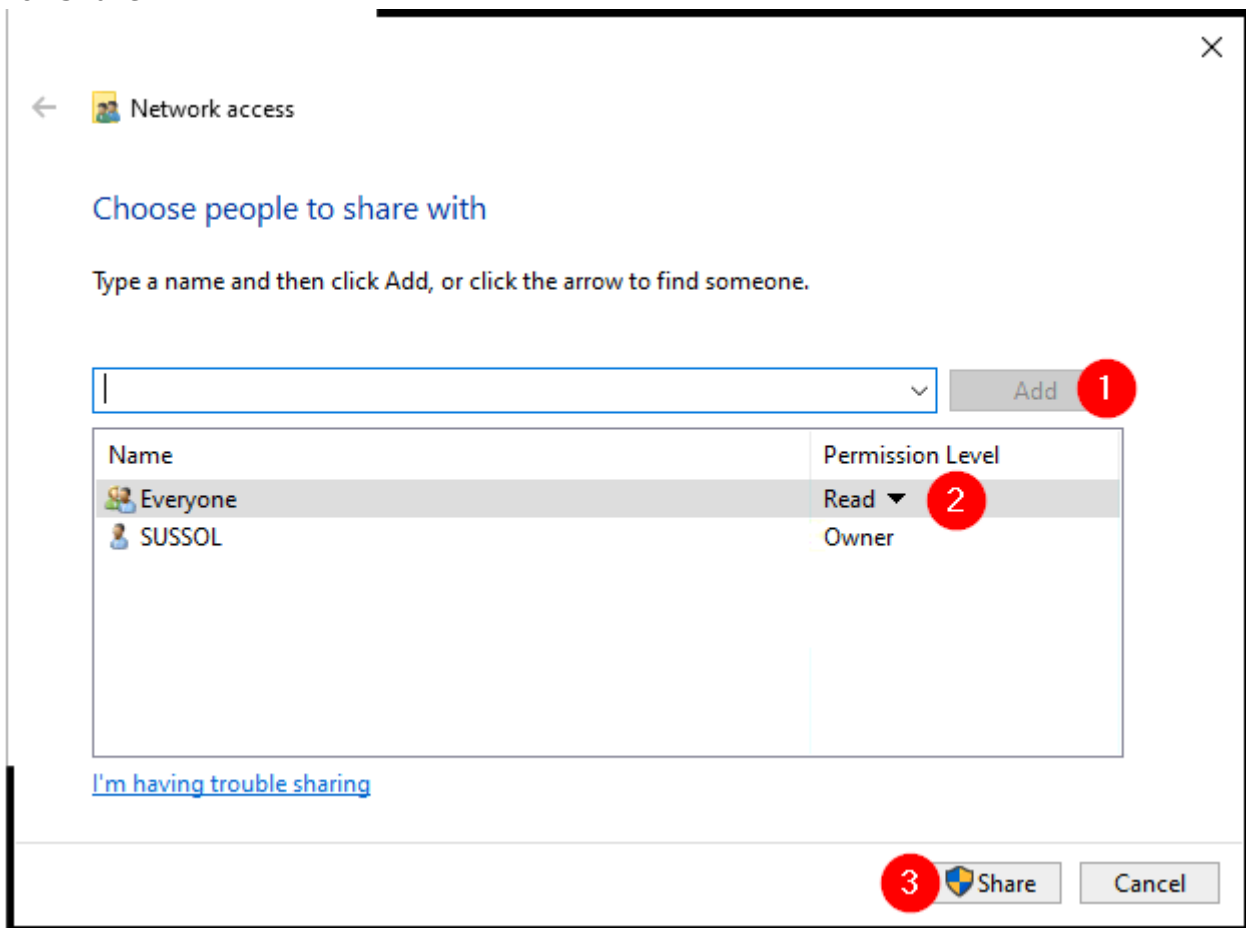 Network access
Choose people to share with
Type a name and then click Add, or click the arrow to find someone.
Add 1
Name Permission Level
Everyone Read 2
SUSSOL Owner
I'm having trouble sharing
3 Share Cancel